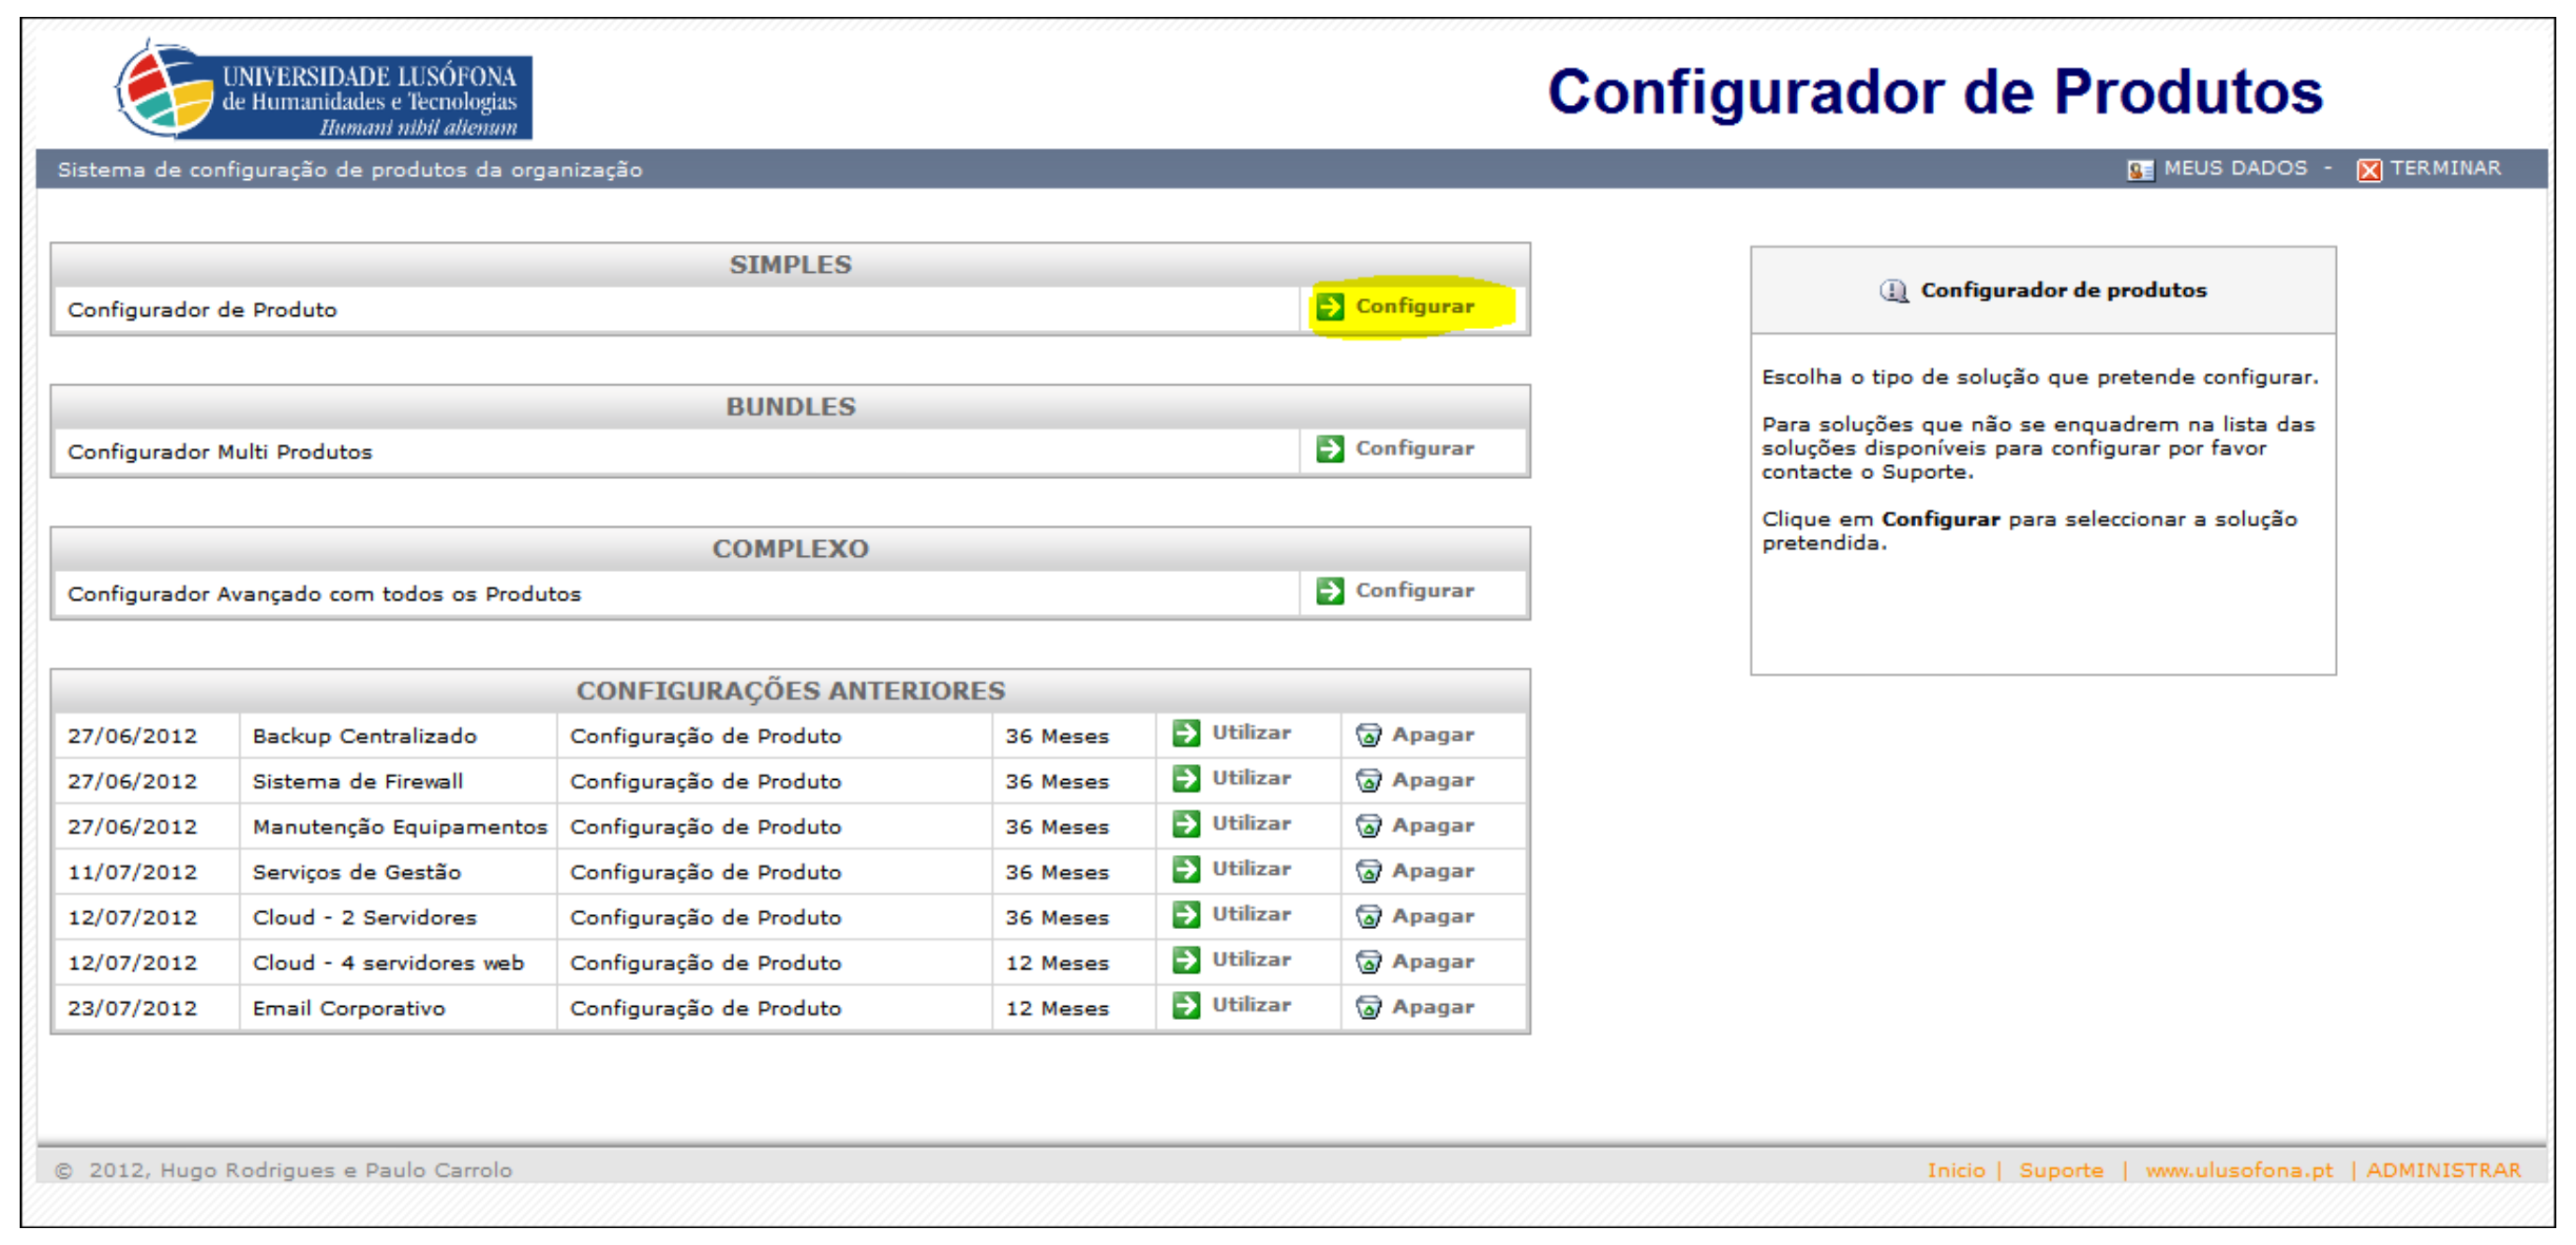 UNIVERSIDADE LUSÓFONA
de Humanidades e Tecnologias
Humani nihil alienum
Configurador de Produtos
Sistema de configuração de produtos da organização
MEUS DADOS - TERMINAR
SIMPLES
Configurador de Produto Configurar
BUNDLES
Configurador Multi Produtos Configurar
COMPLEXO
Configurador Avançado com todos os Produtos Configurar
CONFIGURAÇÕES ANTERIORES
27/06/2012 Backup Centralizado Configuração de Produto 36 Meses Utilizar Apagar
27/06/2012 Sistema de Firewall Configuração de Produto 36 Meses Utilizar Apagar
27/06/2012 Manutenção Equipamentos Configuração de Produto 36 Meses Utilizar Apagar
11/07/2012 Serviços de Gestão Configuração de Produto 36 Meses Utilizar Apagar
12/07/2012 Cloud - 2 Servidores Configuração de Produto 36 Meses Utilizar Apagar
12/07/2012 Cloud - 4 servidores web Configuração de Produto 12 Meses Utilizar Apagar
23/07/2012 Email Corporativo Configuração de Produto 12 Meses Utilizar Apagar
Configurador de produtos
Escolha o tipo de solução que pretende configurar.
Para soluções que não se enquadrem na lista das
soluções disponíveis para configurar por favor
contacte o Suporte.
Clique em Configurar para seleccionar a solução
pretendida.
© 2012, Hugo Rodrigues e Paulo Carrolo
Inicio | Suporte | www.ulusofona.pt | ADMINISTRAR